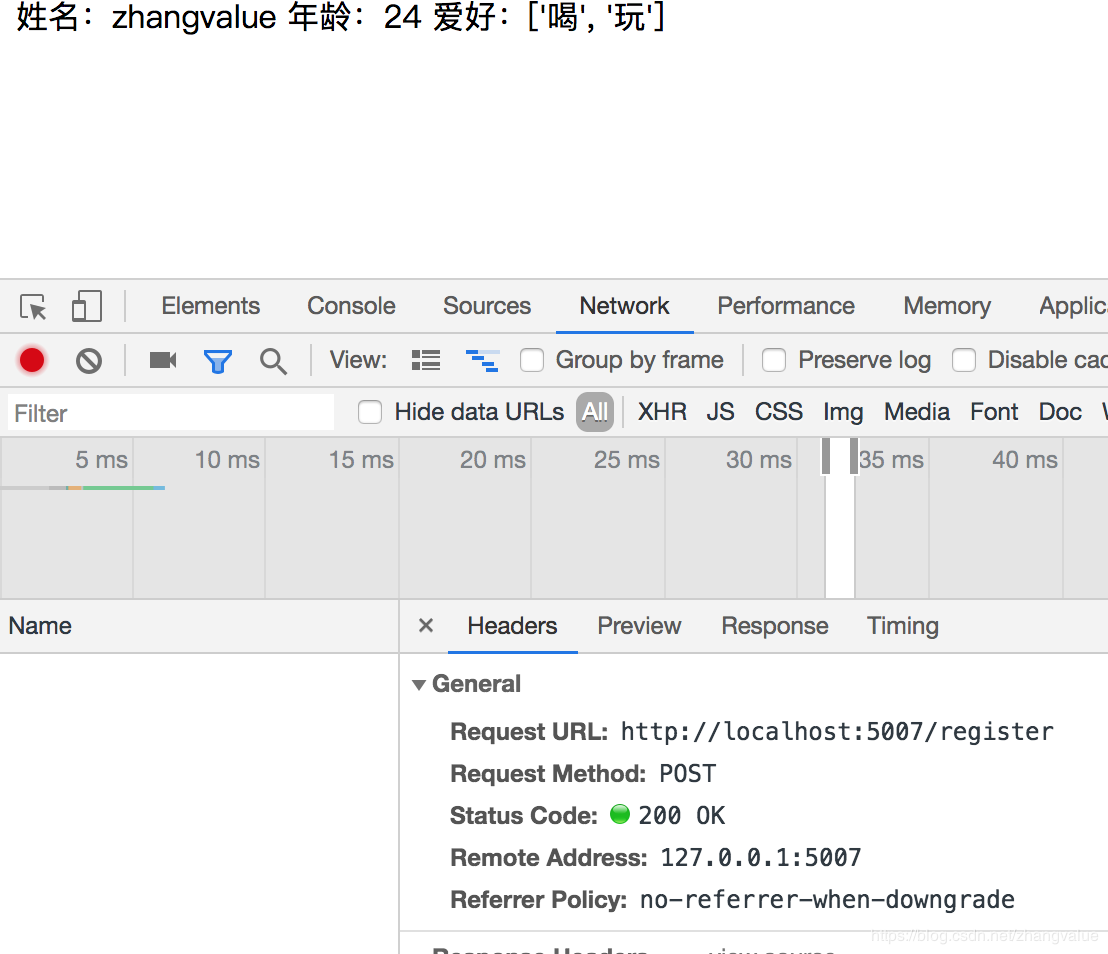 姓名：zhangvalue 年龄：24 爱好：['喝', '玩']
Elements Console Sources Network Performance Memory Applic
View: Group by frame Preserve log Disable cac
Filter Hide data URLs All XHR JS CSS Img Media Font Doc
5 ms 10 ms 15 ms 20 ms 25 ms 30 ms 35 ms 40 ms
Name × Headers Preview Response Timing
General
Request URL: http://localhost:5007/register
Request Method: POST
Status Code: 200 OK
Remote Address: 127.0.0.1:5007
Referrer Policy: no-referrer-when-downgrade
Response Headers view source
https://blog.csdn.net/zhangvalue